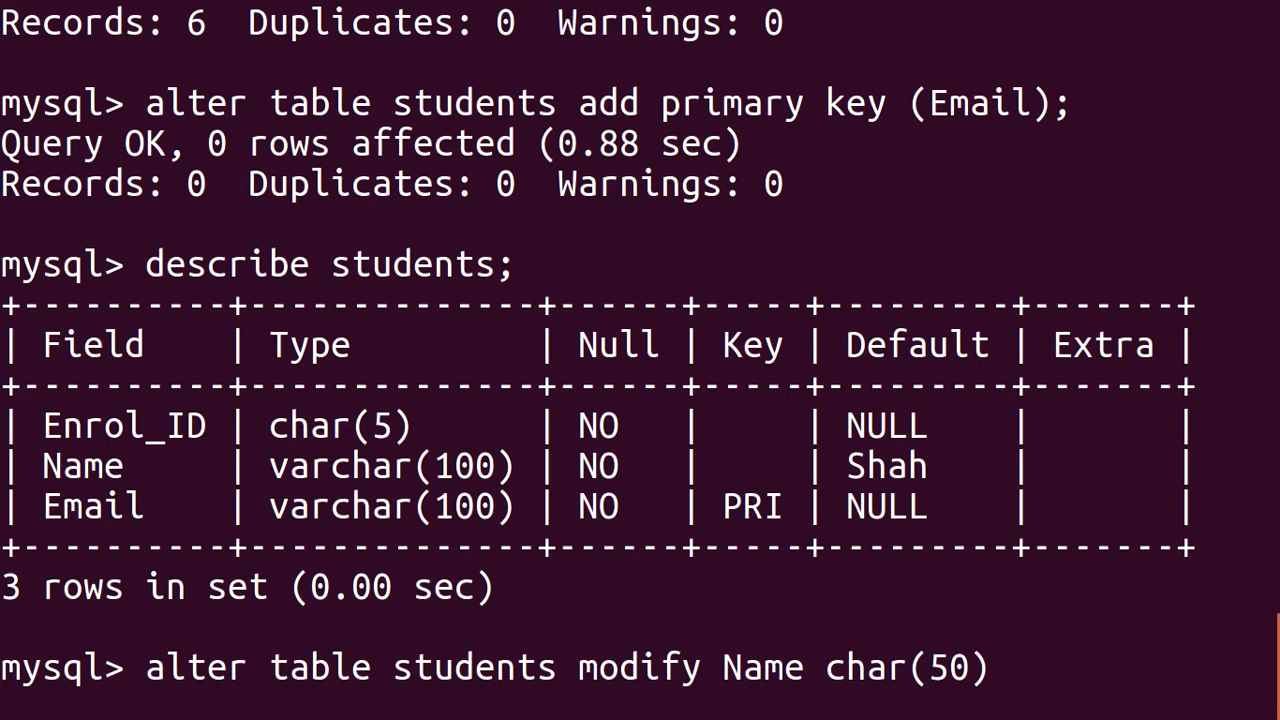 Records: 6  Duplicates: 0  Warnings: 0
mysql> alter table students add primary key (Email);
Query OK, 0 rows affected (0.88 sec)
Records: 0  Duplicates: 0  Warnings: 0
mysql> describe students;
+----------+--------------+------+-----+---------+-------+
| Field    | Type         | Null | Key | Default | Extra |
+----------+--------------+------+-----+---------+-------+
| Enrol_ID | char(5)      | NO   |     | NULL    |       |
| Name     | varchar(100) | NO   |     | Shah    |       |
| Email    | varchar(100) | NO   | PRI | NULL    |       |
+----------+--------------+------+-----+---------+-------+
3 rows in set (0.00 sec)
mysql> alter table students modify Name char(50)